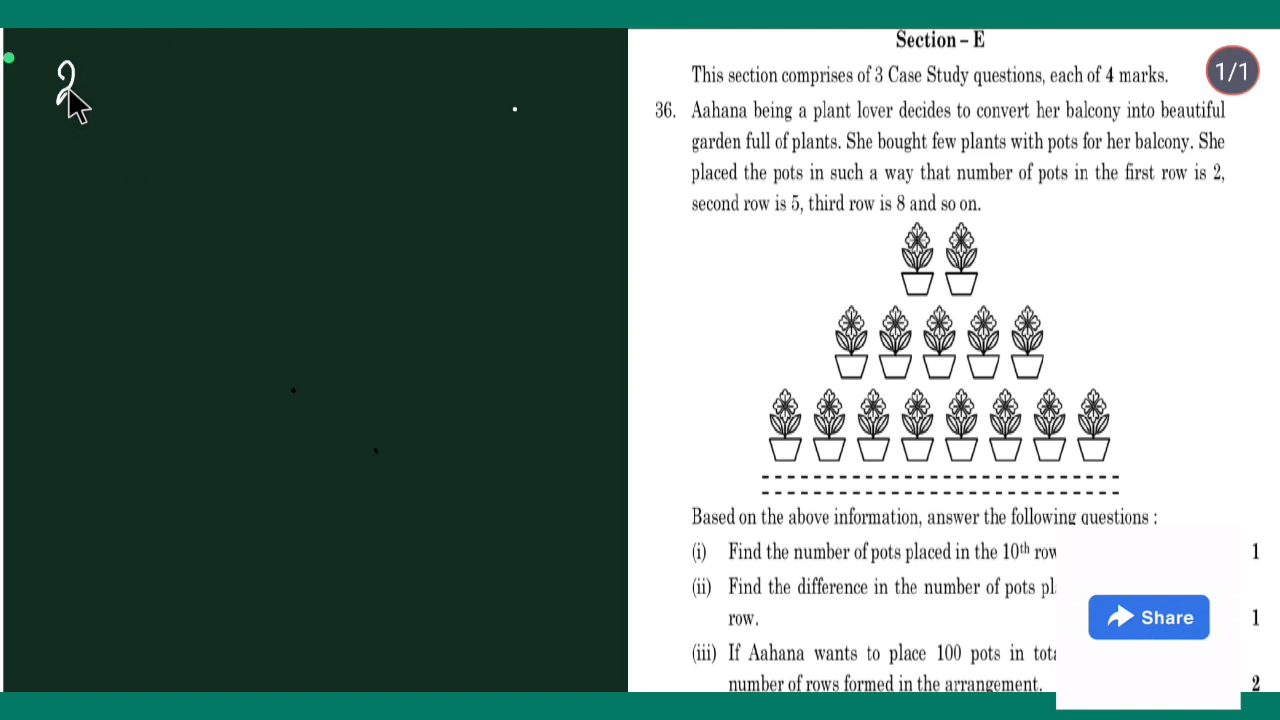 2
Section – E
1/1
This section comprises of 3 Case Study questions, each of 4 marks.
36. Aahana being a plant lover decides to convert her balcony into beautiful
garden full of plants. She bought few plants with pots for her balcony. She
placed the pots in such a way that number of pots in the first row is 2,
second row is 5, third row is 8 and so on.
Based on the above information, answer the following questions :
(i) Find the number of pots placed in the 10th row 1
(ii) Find the difference in the number of pots
row. 1
Share
(iii) If Aahana wants to place 100 pots in
number of rows formed in the arrangement. 2